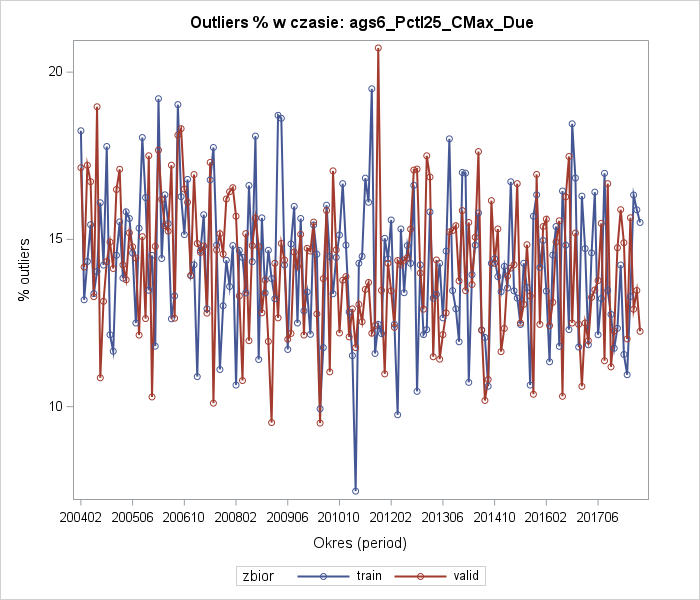 Outliers % w czasie: ags6_Pctl25_CMax_Due
20
15
10
% outliers
200402 200506 200610 200802 200906 201010 201202 201306 201410 201602 201706
Okres (period)
zbior train valid